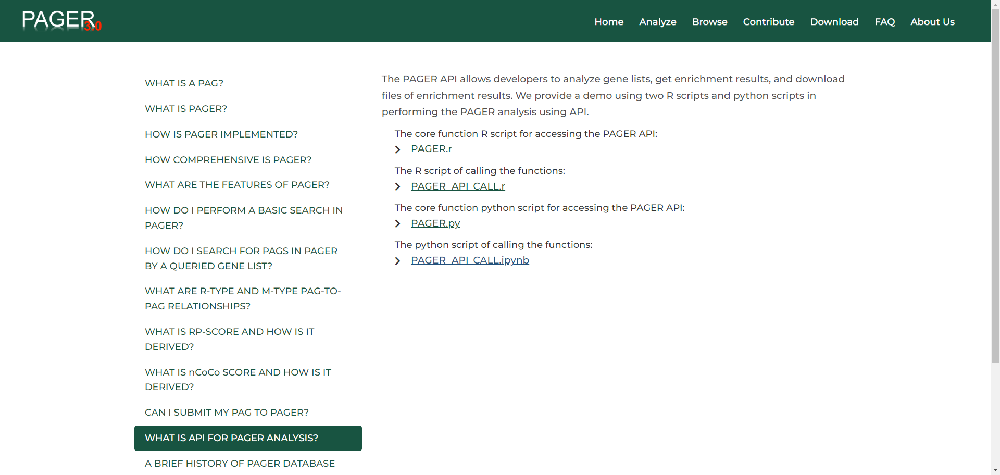 PAGER 3.0
Home Analyze Browse Contribute Download FAQ About Us
WHAT IS A PAG?
WHAT IS PAGER?
HOW IS PAGER IMPLEMENTED?
HOW COMPREHENSIVE IS PAGER?
WHAT ARE THE FEATURES OF PAGER?
HOW DO I PERFORM A BASIC SEARCH IN
PAGER?
HOW DO I SEARCH FOR PAGS IN PAGER
BY A QUERIED GENE LIST?
WHAT ARE R-TYPE AND M-TYPE PAG-TO-
PAG RELATIONSHIPS?
WHAT IS RP-SCORE AND HOW IS IT
DERIVED?
WHAT IS nCoCo SCORE AND HOW IS IT
DERIVED?
CAN I SUBMIT MY PAG TO PAGER?
WHAT IS API FOR PAGER ANALYSIS?
A BRIEF HISTORY OF PAGER DATABASE
The PAGER API allows developers to analyze gene lists, get enrichment results, and download
files of enrichment results. We provide a demo using two R scripts and python scripts in
performing the PAGER analysis using API.
The core function R script for accessing the PAGER API:
PAGER.r
The R script of calling the functions:
PAGER_API_CALL.r
The core function python script for accessing the PAGER API:
PAGER.py
The python script of calling the functions:
PAGER_API_CALL.ipynb